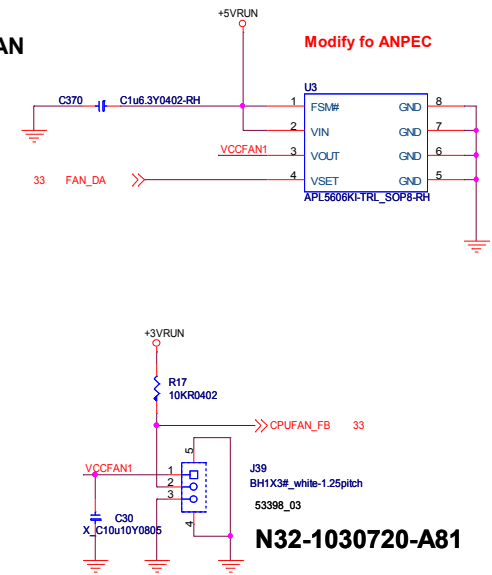 AN
+5VRUN
Modify fo ANPEC
C370
C1u6.3Y0402-RH
U3
1 FSM# GND 8
2 VIN GND 7
VCCFAN1 3 VOUT GND 6
33 FAN_DA 4 VSET GND 5
APL5606KI-TRL_SOP8-RH
+3VRUN
R17
10KR0402
CPUFAN_FB 33
5
VCCFAN1 1
2
3
4
J39
BH1X3#_white-1.25pitch
53398_03
C30
X_C10u10Y0805
N32-1030720-A81